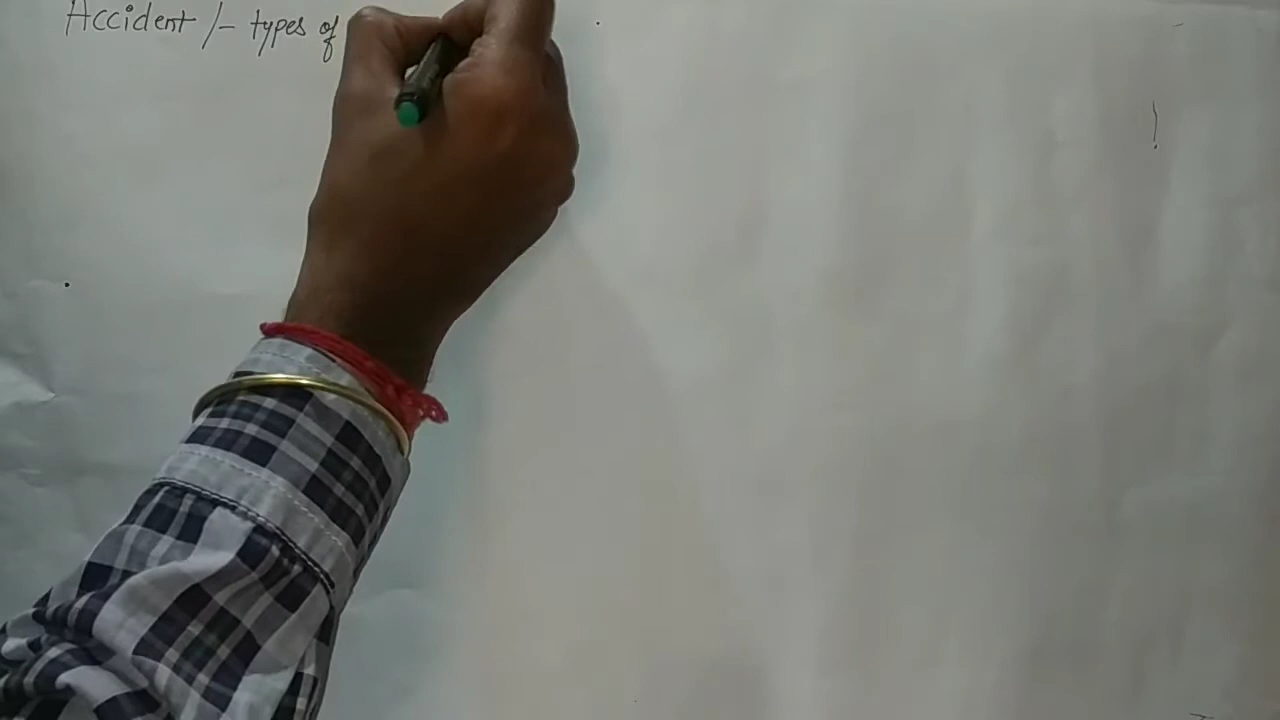 Accident /- types of